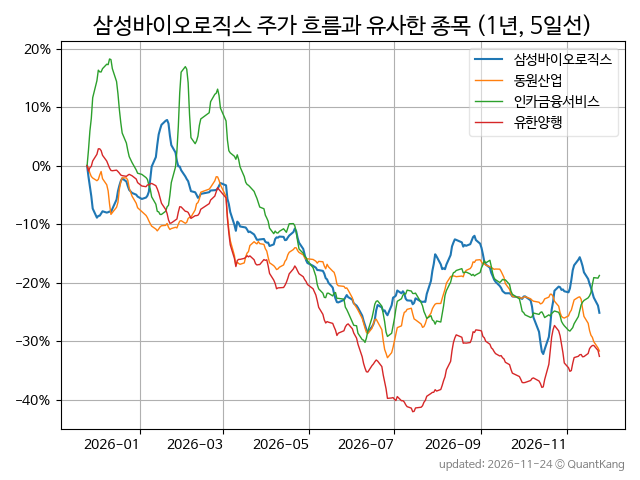 삼성바이오로직스 주가 흐름과 유사한 종목 (1년, 5일선)
삼성바이오로직스
동원산업
인카금융서비스
유한양행
20%
10%
0%
−10%
−20%
−30%
−40%
2026-01 2026-03 2026-05 2026-07 2026-09 2026-11
updated: 2026-11-24 © QuantKang